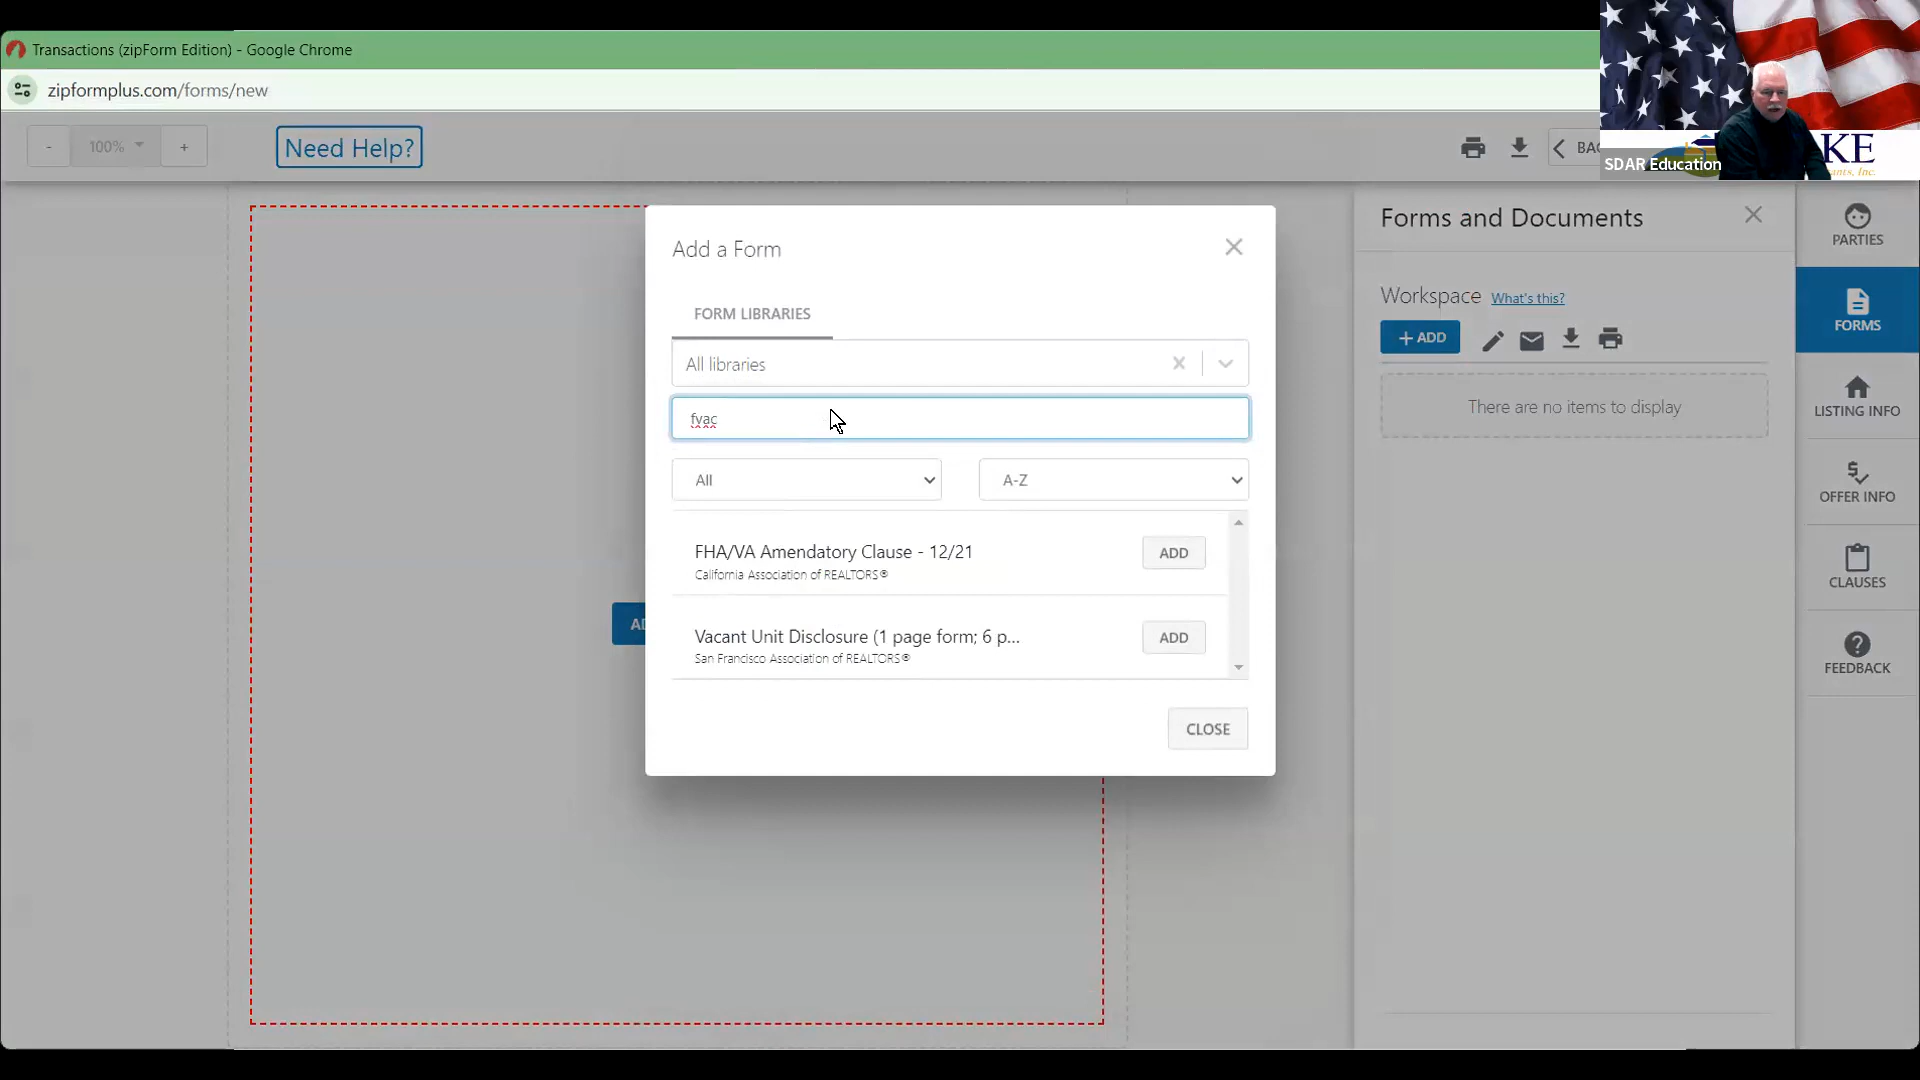 Transactions (zipForm Edition) - Google Chrome
zipformplus.com/forms/new
-
100%
+
Need Help?
KE
SDAR Education
Add a Form
FORM LIBRARIES
All libraries
fvac
All
A-Z
FHA/VA Amendatory Clause - 12/21
California Association of REALTORS®
ADD
Vacant Unit Disclosure (1 page form; 6 p...
San Francisco Association of REALTORS®
ADD
CLOSE
Forms and Documents
Workspace What's this?
+ ADD
There are no items to display
PARTIES
FORMS
LISTING INFO
OFFER INFO
CLAUSES
FEEDBACK